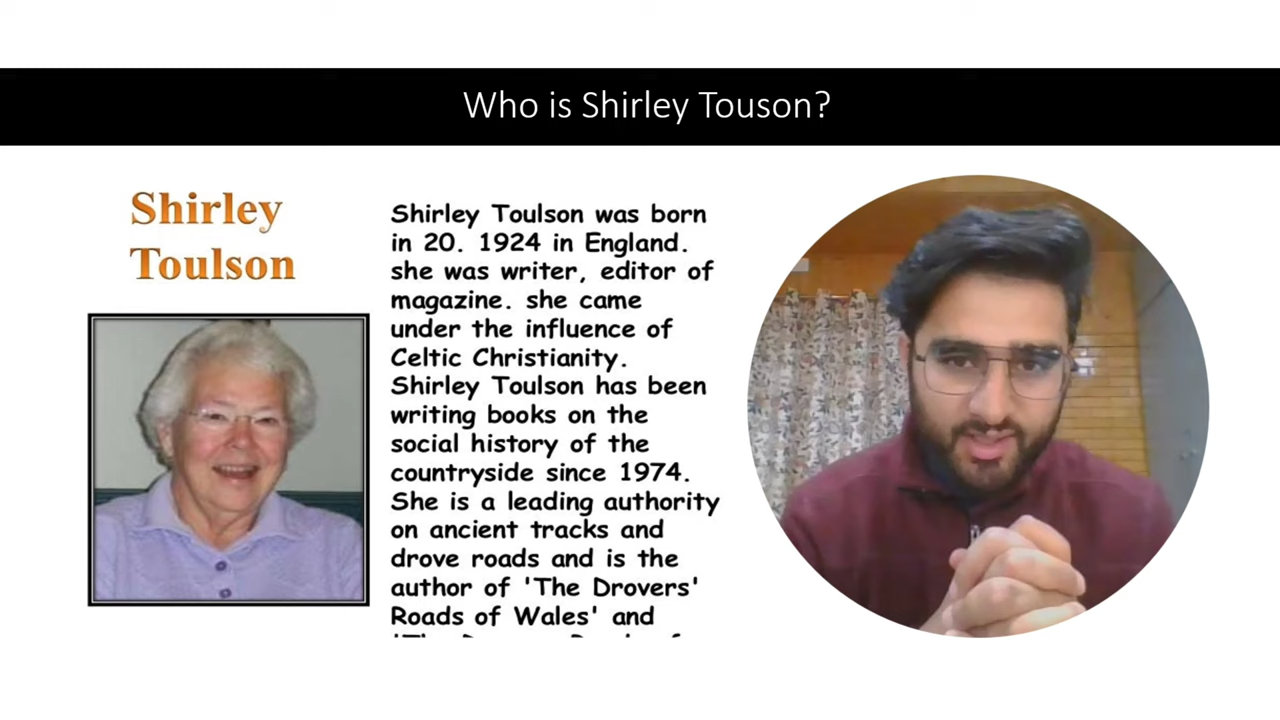 Who is Shirley Touson?
Shirley
Toulson
Shirley Toulson was born
in 20. 1924 in England.
she was writer, editor of
magazine. she came
under the influence of
Celtic Christianity.
Shirley Toulson has been
writing books on the
social history of the
countryside since 1974.
She is a leading authority
on ancient tracks and
drove roads and is the
author of 'The Drovers'
Roads of Wales' and